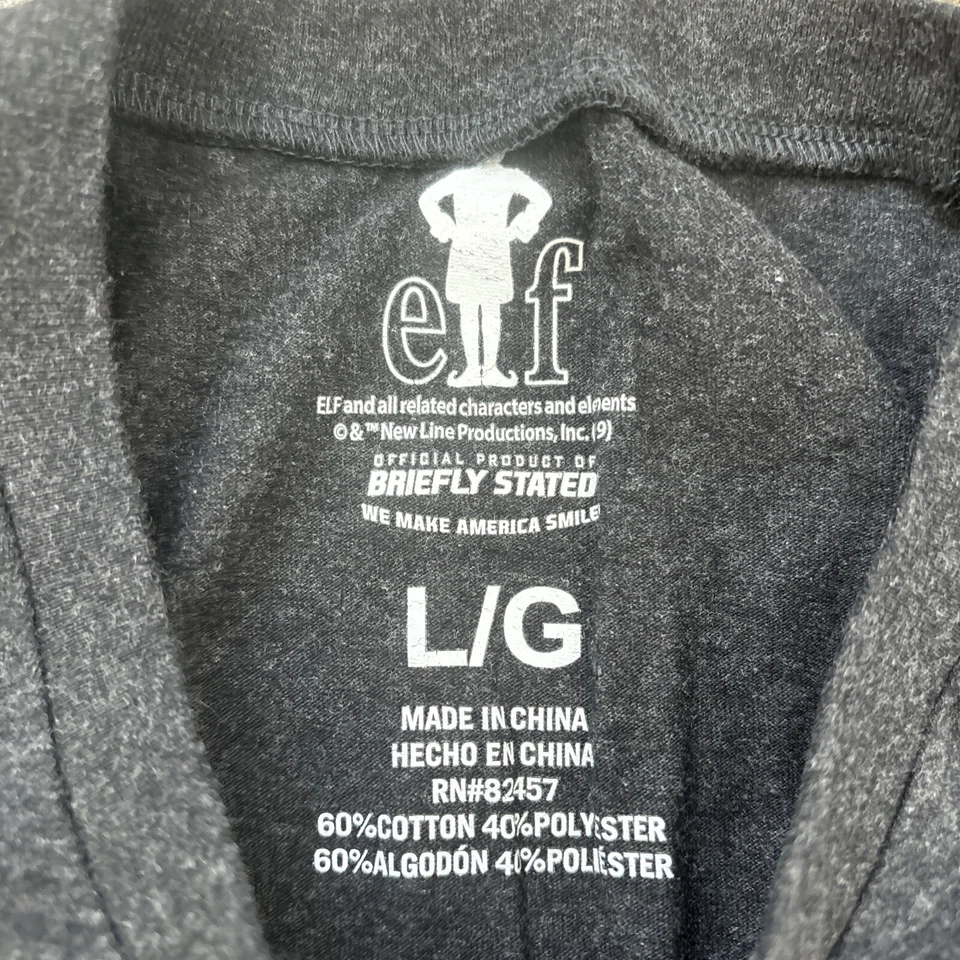 elf
ELF and all related characters and elements
© & ™ New Line Productions, Inc. (s19)
OFFICIAL PRODUCT OF
BRIEFLY STATED
WE MAKE AMERICA SMILE!
L/G
MADE IN CHINA
HECHO EN CHINA
RN#82457
60%COTTON 40%POLYESTER
60%ALGODÓN 40%POLIÉSTER